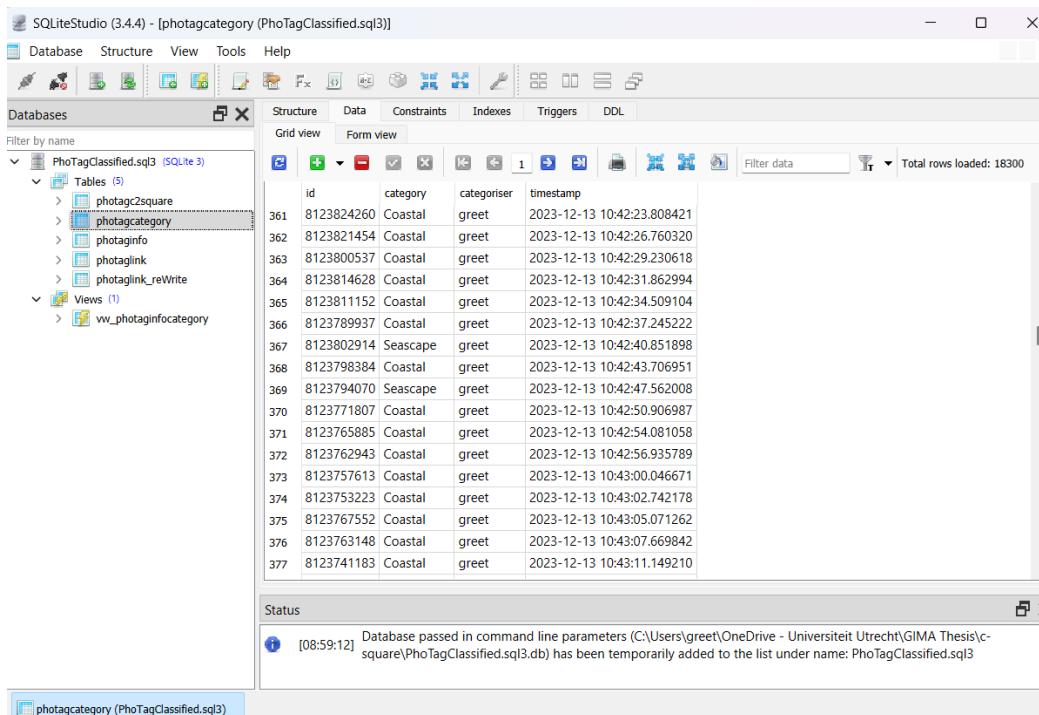 SQLiteStudio (3.4.4) - [photagcategory (PhoTagClassified.sql3)]
Database Structure View Tools Help
Databases
Filter by name
PhoTagClassified.sql3 (SQLite 3)
Tables (5)
photagc2square
photagcategory
photaginfo
photaglink
photaglink_reWrite
Views (1)
vw_photaginfocategory
Structure Data Constraints Indexes Triggers DDL
Grid view Form view
1 Filter data Total rows loaded: 18300
id category categoriser timestamp
361 8123824260 Coastal greet 2023-12-13 10:42:23.808421
362 8123821454 Coastal greet 2023-12-13 10:42:26.760320
363 8123800537 Coastal greet 2023-12-13 10:42:29.230618
364 8123814628 Coastal greet 2023-12-13 10:42:31.862994
365 8123811152 Coastal greet 2023-12-13 10:42:34.509104
366 8123789937 Coastal greet 2023-12-13 10:42:37.245222
367 8123802914 Seascape greet 2023-12-13 10:42:40.851898
368 8123798384 Coastal greet 2023-12-13 10:42:43.706951
369 8123794070 Seascape greet 2023-12-13 10:42:47.562008
370 8123771807 Coastal greet 2023-12-13 10:42:50.906987
371 8123765885 Coastal greet 2023-12-13 10:42:54.081058
372 8123762943 Coastal greet 2023-12-13 10:42:56.935789
373 8123757613 Coastal greet 2023-12-13 10:43:00.046671
374 8123753223 Coastal greet 2023-12-13 10:43:02.742178
375 8123767552 Coastal greet 2023-12-13 10:43:05.071262
376 8123763148 Coastal greet 2023-12-13 10:43:07.669842
377 8123741183 Coastal greet 2023-12-13 10:43:11.149210
Status
[08:59:12] Database passed in command line parameters (C:\Users\greet\OneDrive - Universiteit Utrecht\GIMA Thesis\c-
square\PhoTagClassified.sql3.db) has been temporarily added to the list under name: PhoTagClassified.sql3
photagcategory (PhoTagClassified.sql3)